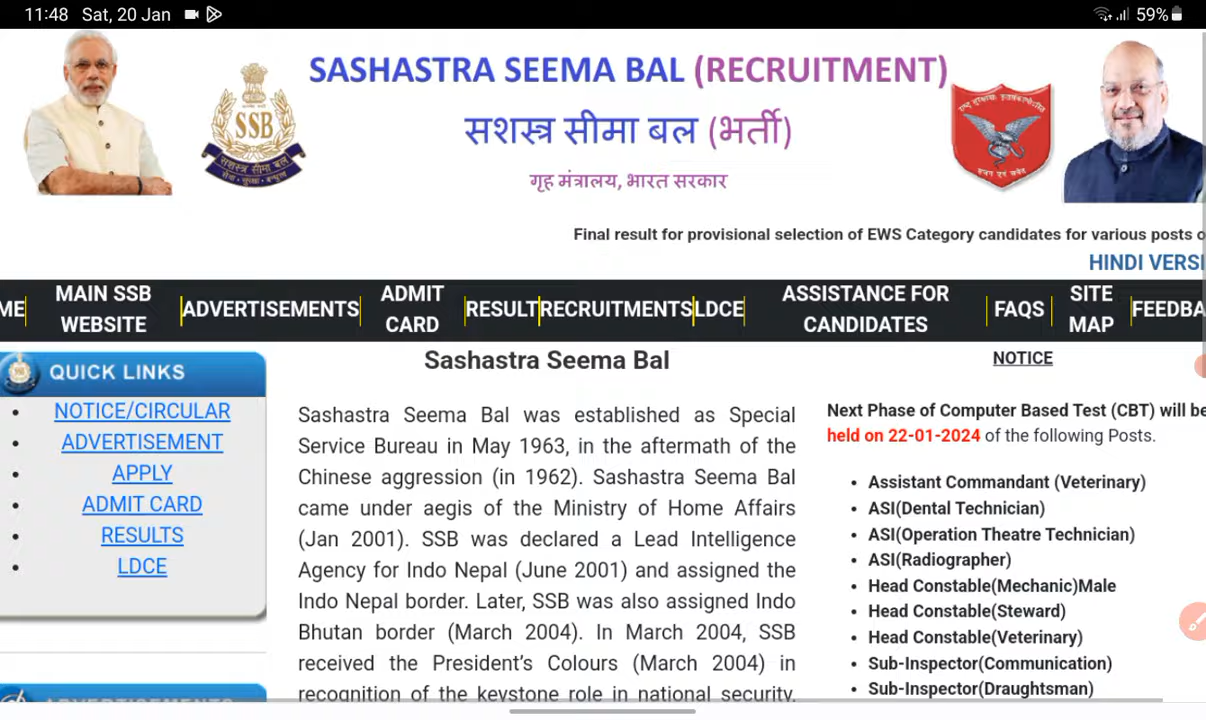 11:48 Sat, 20 Jan
59%
SASHASTRA SEEMA BAL (RECRUITMENT)
सशस्त्र सीमा बल (भर्ती)
गृह मंत्रालय, भारत सरकार
SSB
सशस्त्र सीमा बल
सेवा • सुरक्षा • बन्धुत्व
Final result for provisional selection of EWS Category candidates for various posts o
HINDI VERSI
ME
MAIN SSB WEBSITE
ADVERTISEMENTS
ADMIT CARD
RESULT
RECRUITMENTS
LDCE
ASSISTANCE FOR CANDIDATES
FAQS
SITE MAP
FEEDBA
QUICK LINKS
• NOTICE/CIRCULAR
• ADVERTISEMENT
• APPLY
• ADMIT CARD
• RESULTS
• LDCE
Sashastra Seema Bal
Sashastra Seema Bal was established as Special
Service Bureau in May 1963, in the aftermath of the
Chinese aggression (in 1962). Sashastra Seema Bal
came under aegis of the Ministry of Home Affairs
(Jan 2001). SSB was declared a Lead Intelligence
Agency for Indo Nepal (June 2001) and assigned the
Indo Nepal border. Later, SSB was also assigned Indo
Bhutan border (March 2004). In March 2004, SSB
received the President's Colours (March 2004) in
recognition of the keystone role in national security.
NOTICE
Next Phase of Computer Based Test (CBT) will be
held on 22-01-2024 of the following Posts.
• Assistant Commandant (Veterinary)
• ASI(Dental Technician)
• ASI(Operation Theatre Technician)
• ASI(Radiographer)
• Head Constable(Mechanic)Male
• Head Constable(Steward)
• Head Constable(Veterinary)
• Sub-Inspector(Communication)
• Sub-Inspector(Draughtsman)